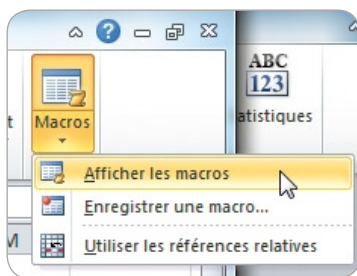 ABC
123
t Macros
atistiques
Afficher les macros
Enregistrer une macro...
M
Utiliser les références relatives